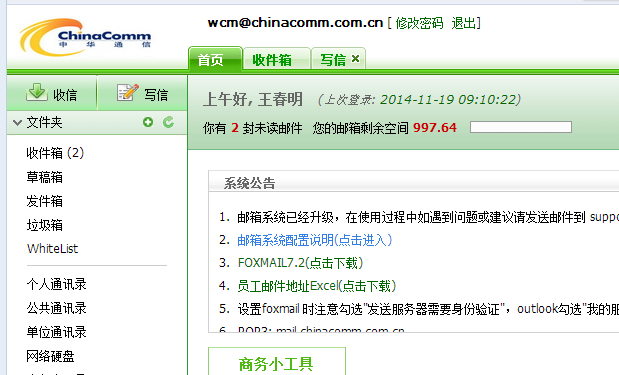 ChinaComm
中华通信
wcm@chinacomm.com.cn [ 修改密码 退出]
首页 收件箱 写信 ×
收信 写信
文件夹
收件箱 (2)
草稿箱
发件箱
垃圾箱
WhiteList
个人通讯录
公共通讯录
单位通讯录
网络硬盘
上午好, 王春明 (上次登录: 2014-11-19 09:10:22)
你有 2 封未读邮件 您的邮箱剩余空间 997.64
系统公告
1. 邮箱系统已经升级，在使用过程中如遇到问题或建议请发送邮件到 suppo
2. 邮箱系统配置说明(点击进入)
3. FOXMAIL7.2(点击下载)
4. 员工邮件地址Excel(点击下载)
5. 设置foxmail 时注意勾选"发送服务器需要身份验证"，outlook勾选"我的服
6. POP3: mail.chinacomm.com.cn
商务小工具